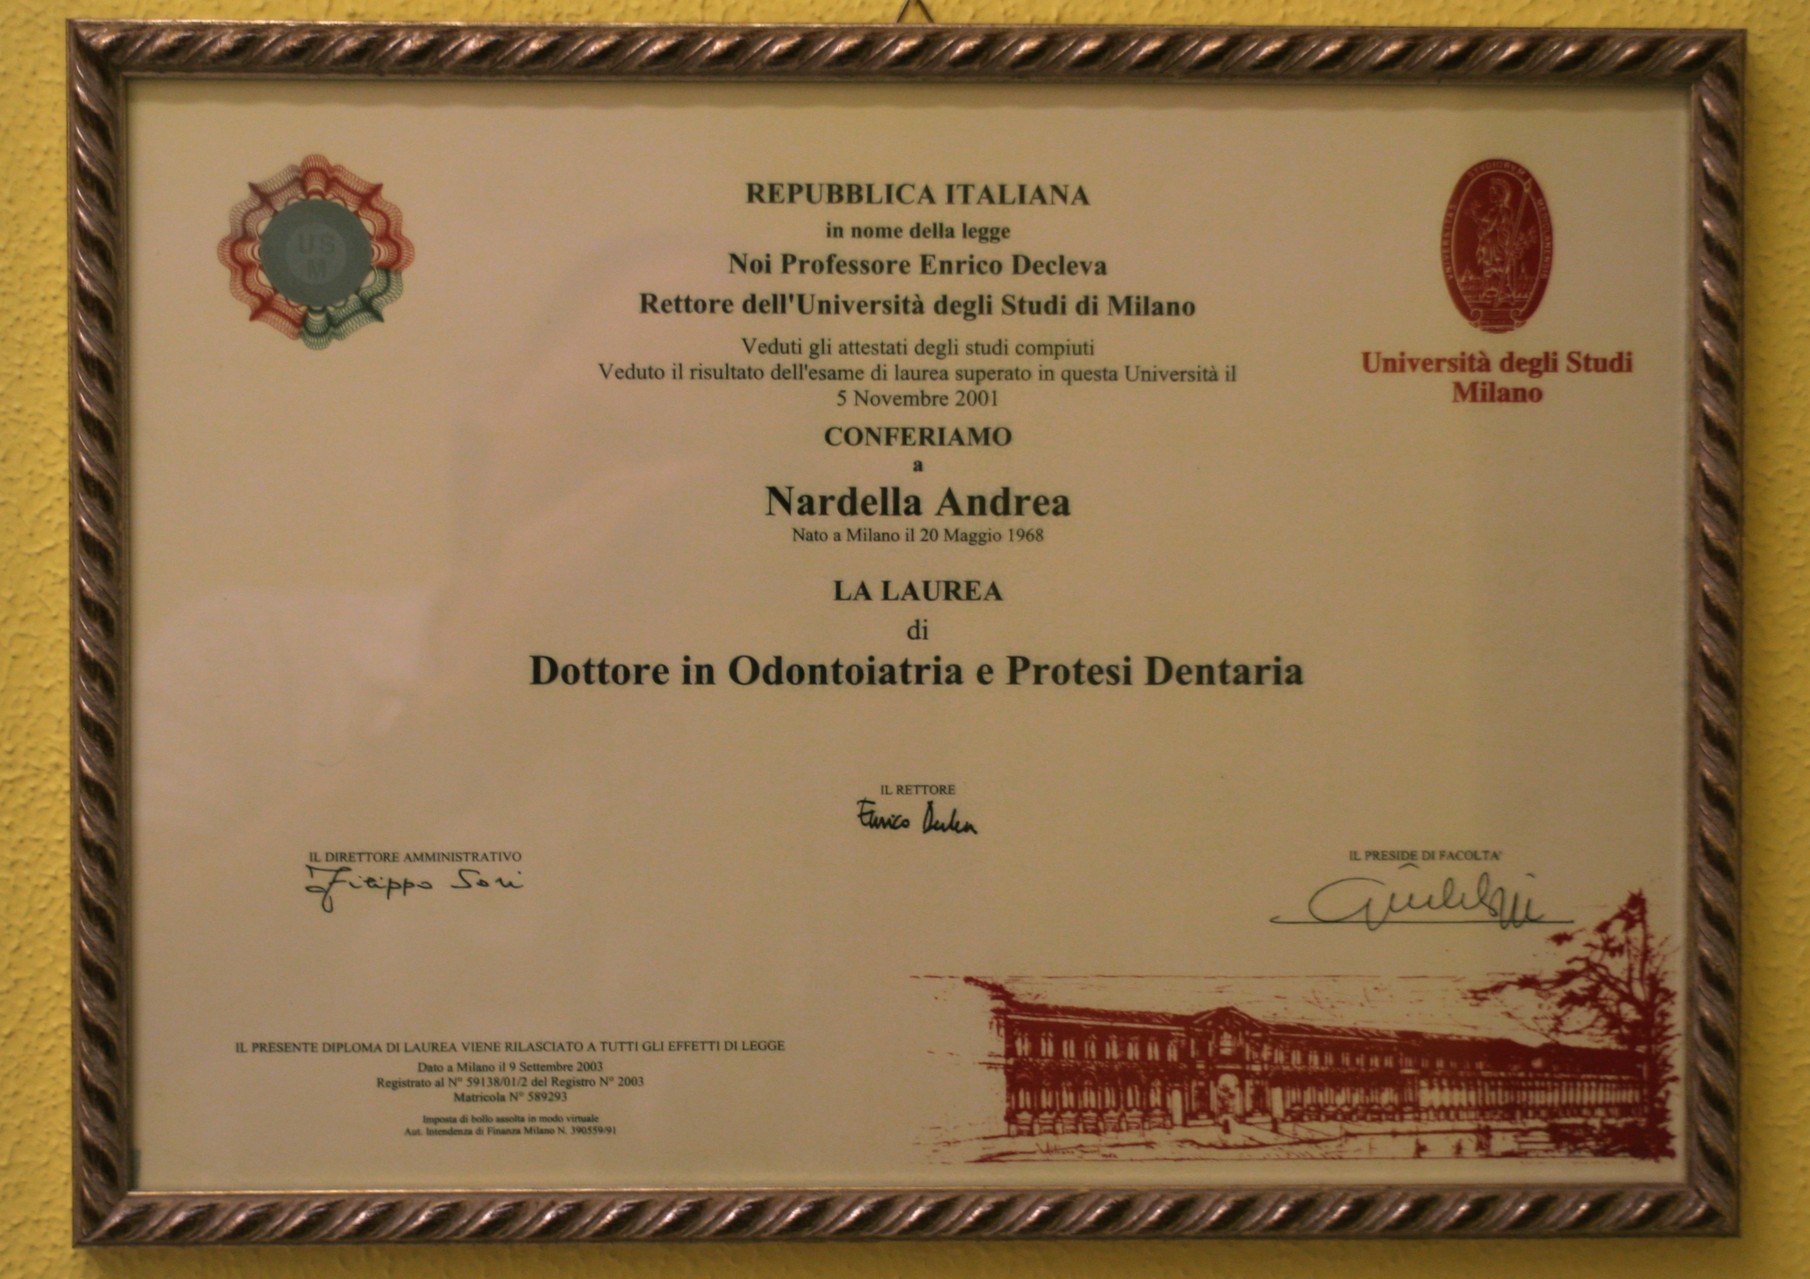 REPUBBLICA ITALIANA
in nome della legge
Noi Professore Enrico Decleva
Rettore dell'Università degli Studi di Milano
Veduti gli attestati degli studi compiuti
Veduto il risultato dell'esame di laurea superato in questa Università il
5 Novembre 2001
CONFERIAMO
a
Nardella Andrea
Nato a Milano il 20 Maggio 1968
LA LAUREA
di
Dottore in Odontoiatria e Protesi Dentaria
US
M
Università degli Studi
Milano
IL RETTORE
Enrico Decleva
IL DIRETTORE AMMINISTRATIVO
Filippo Sori
IL PRESIDE DI FACOLTA'
IL PRESENTE DIPLOMA DI LAUREA VIENE RILASCIATO A TUTTI GLI EFFETTI DI LEGGE
Dato a Milano il 9 Settembre 2003
Registrato al N° 59138/01/2 del Registro N° 2003
Matricola N° 589293
Imposta di bollo assolta in modo virtuale
Aut. Intendenza di Finanza Milano N. 390559/91